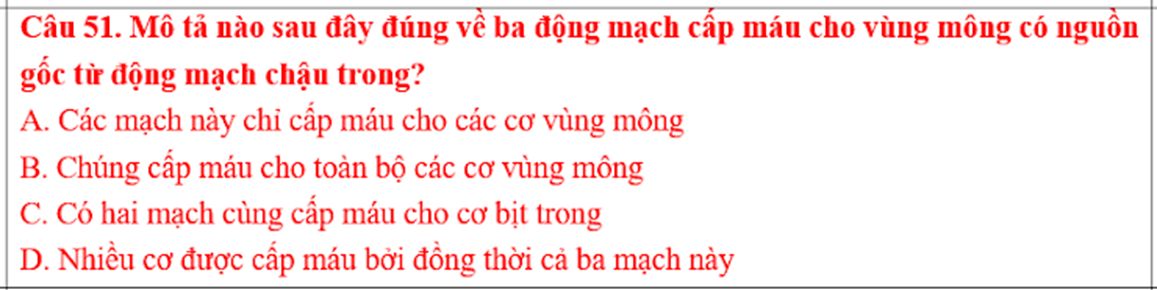 Câu 51. Mô tả nào sau đây đúng về ba động mạch cấp máu cho vùng mông có nguồn
gốc từ động mạch chậu trong?
A. Các mạch này chỉ cấp máu cho các cơ vùng mông
B. Chúng cấp máu cho toàn bộ các cơ vùng mông
C. Có hai mạch cùng cấp máu cho cơ bịt trong
D. Nhiều cơ được cấp máu bởi đồng thời cả ba mạch này